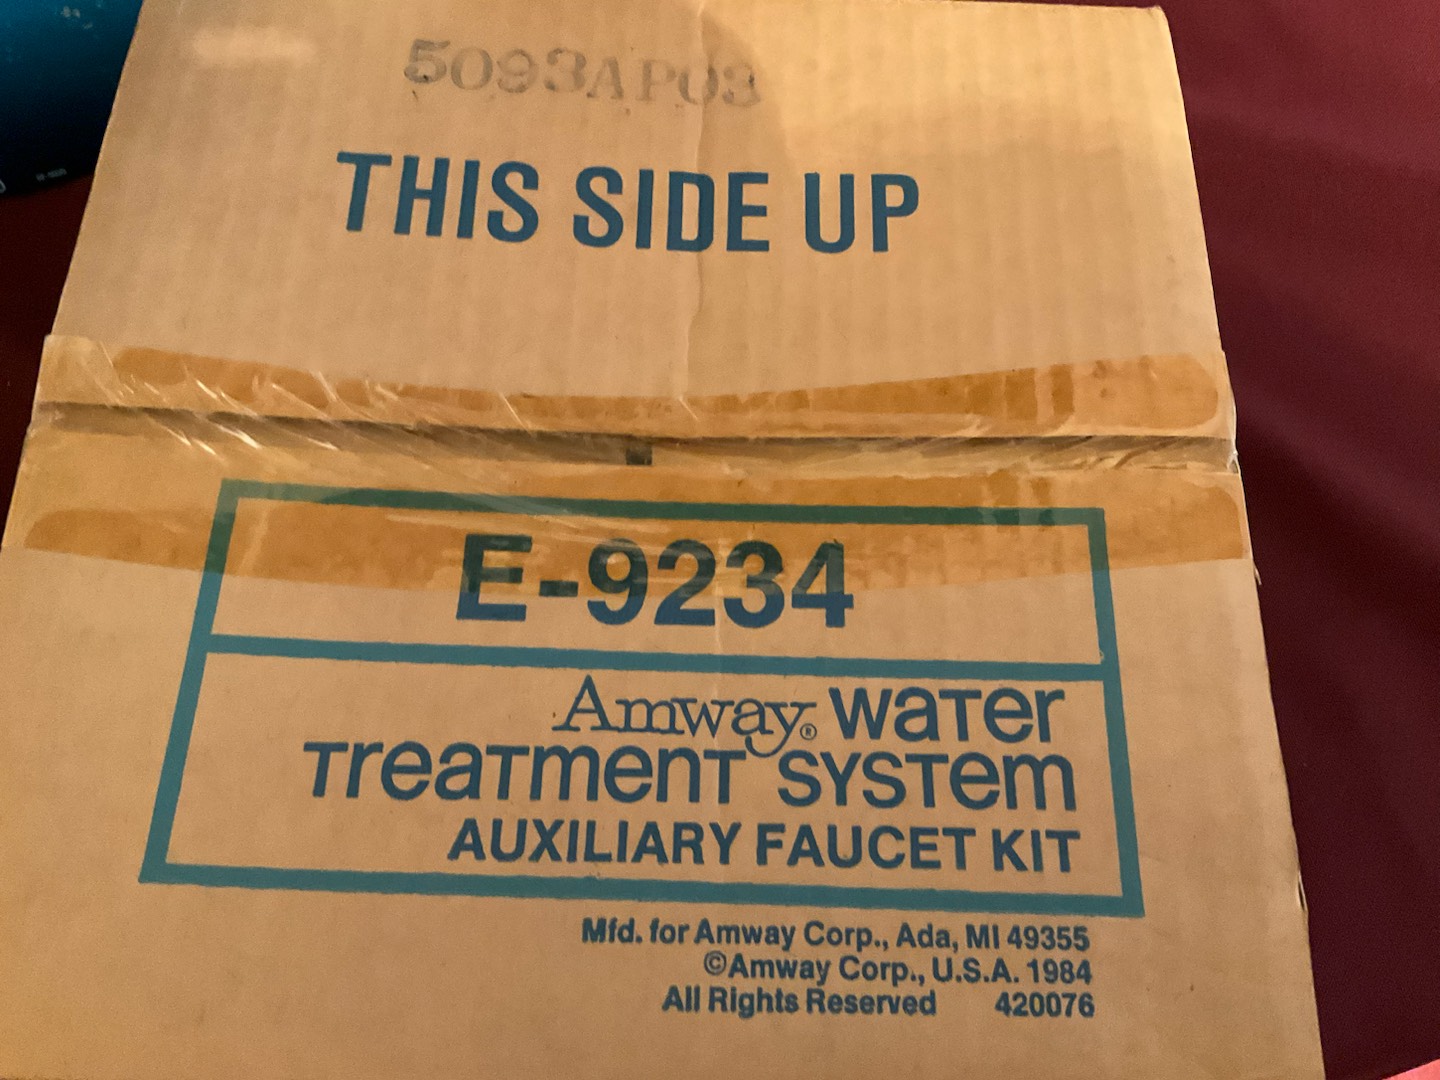 5093AP03
THIS SIDE UP
E-9234
Amway® water
Treatment system
AUXILIARY FAUCET KIT
Mfd. for Amway Corp., Ada, MI 49355
©Amway Corp., U.S.A. 1984
All Rights Reserved 420076